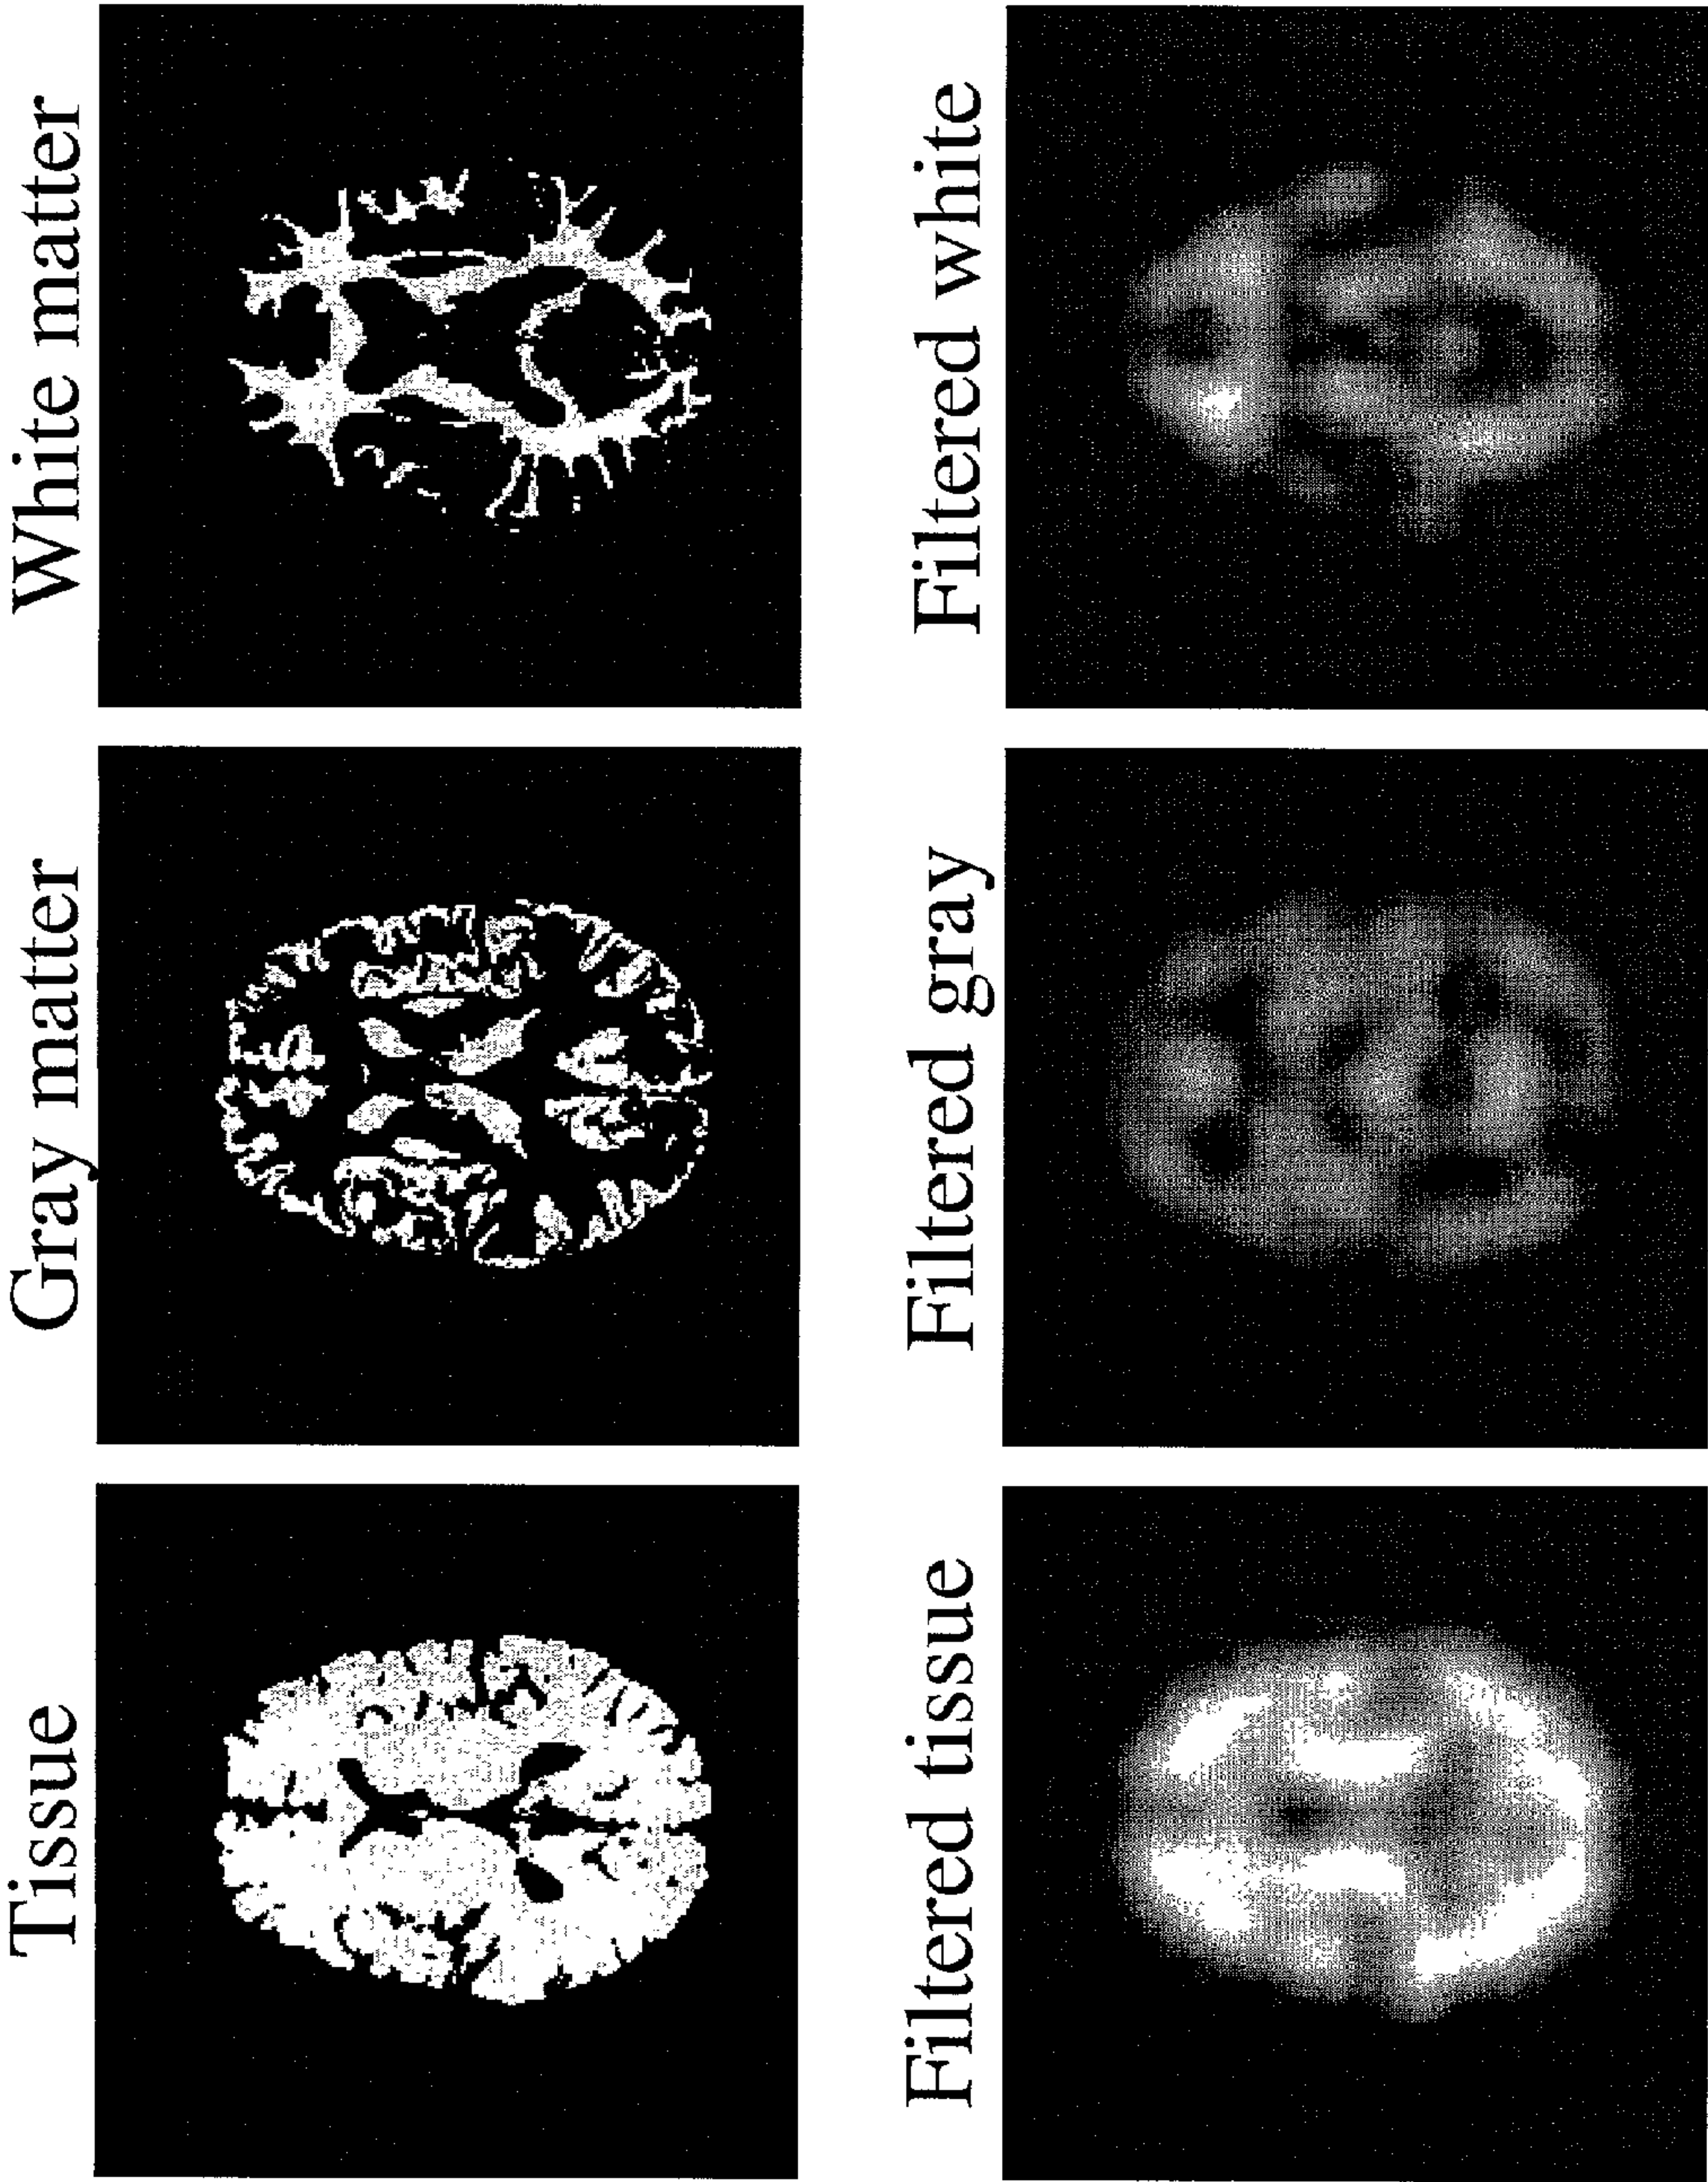 Tissue
Gray matter
White matter
Filtered tissue
Filtered gray
Filtered white